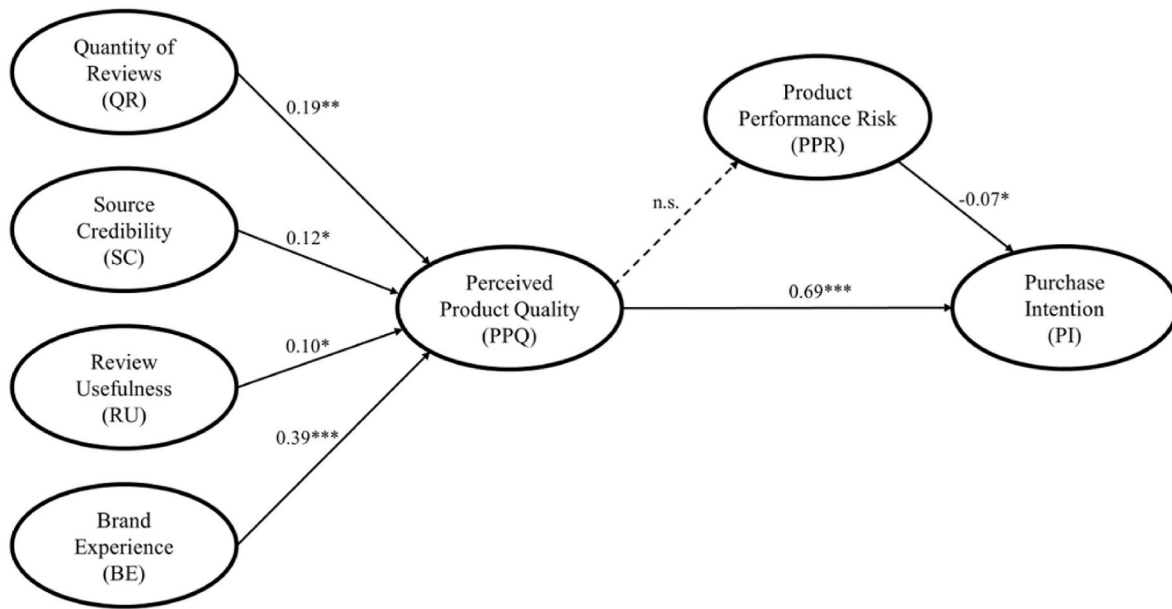 Quantity of
Reviews
(QR)
0.19**
Source
Credibility
(SC)
0.12*
Review
Usefulness
(RU)
0.10*
Brand
Experience
(BE)
0.39***
Perceived
Product Quality
(PPQ)
n.s.
Product
Performance Risk
(PPR)
-0.07*
0.69***
Purchase
Intention
(PI)